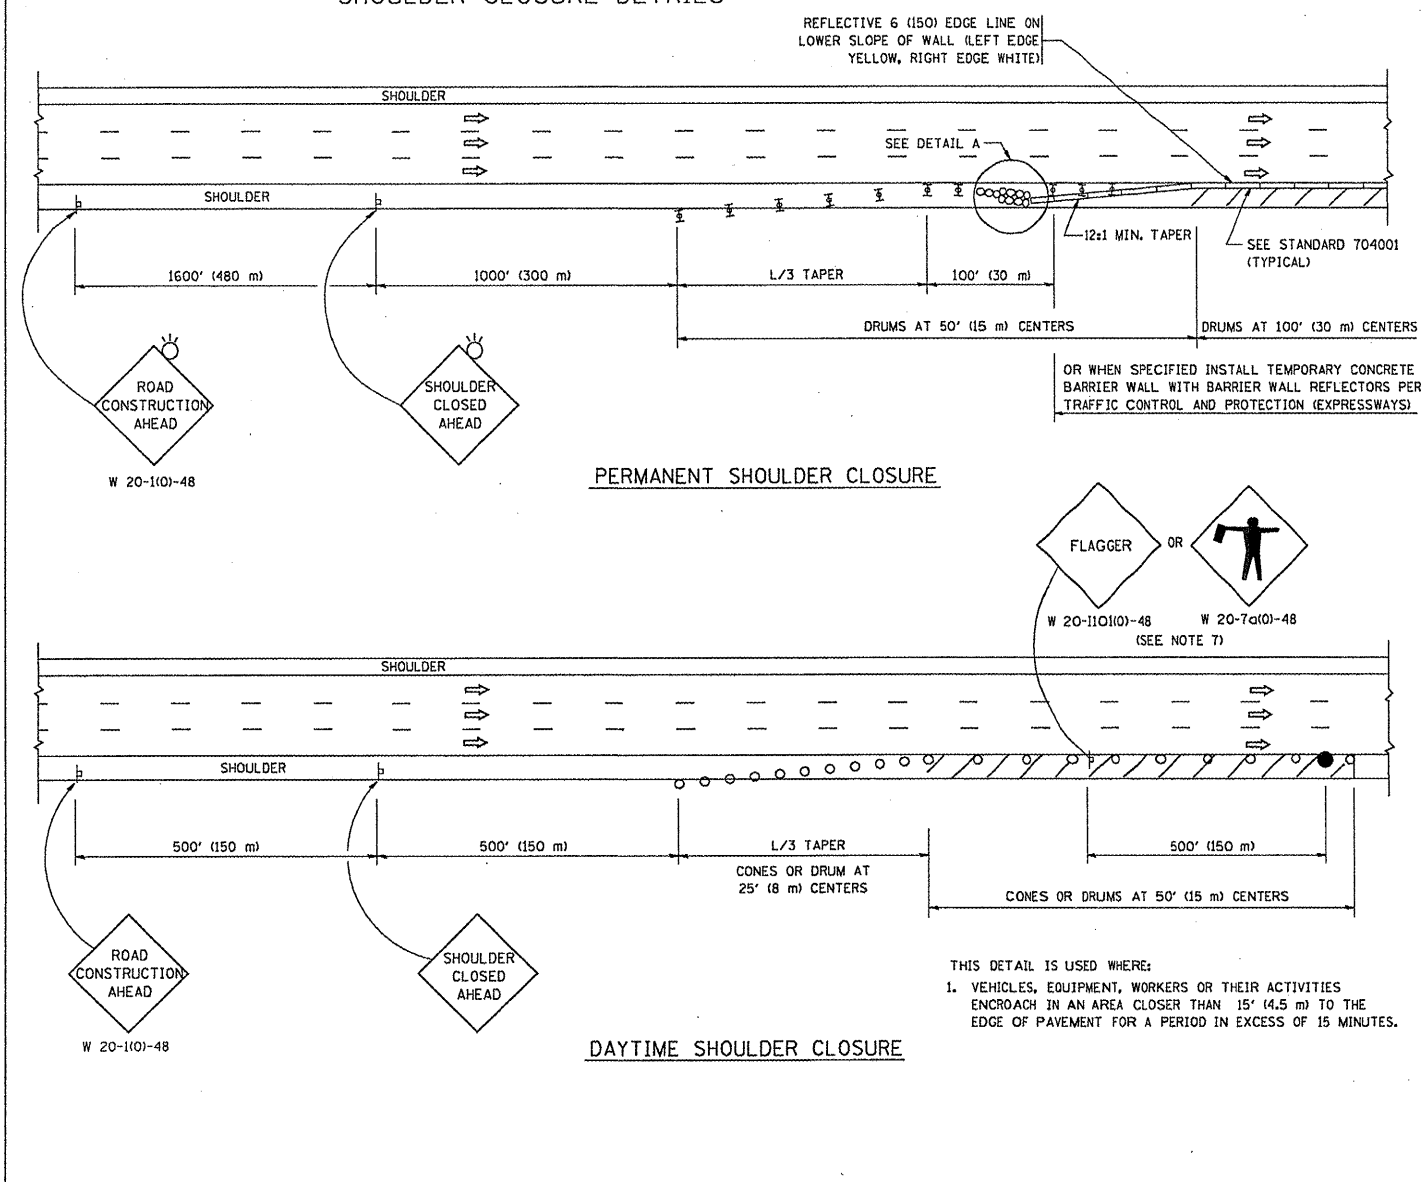 SHOULDER CLOSURE DETAILS
REFLECTIVE 6 (150) EDGE LINE ON
LOWER SLOPE OF WALL (LEFT EDGE
YELLOW, RIGHT EDGE WHITE)
SHOULDER
SEE DETAIL A
SHOULDER
12:1 MIN. TAPER
SEE STANDARD 704001
(TYPICAL)
1600' (480 m)
1000' (300 m)
L/3 TAPER
100' (30 m)
DRUMS AT 50' (15 m) CENTERS
DRUMS AT 100' (30 m) CENTERS
OR WHEN SPECIFIED INSTALL TEMPORARY CONCRETE
BARRIER WALL WITH BARRIER WALL REFLECTORS PER
TRAFFIC CONTROL AND PROTECTION (EXPRESSWAYS)
ROAD
CONSTRUCTION
AHEAD
W 20-1(O)-48
SHOULDER
CLOSED
AHEAD
PERMANENT SHOULDER CLOSURE
FLAGGER
OR
W 20-I101(O)-48
W 20-7a(O)-48
(SEE NOTE 7)
SHOULDER
SHOULDER
500' (150 m)
500' (150 m)
L/3 TAPER
500' (150 m)
CONES OR DRUM AT
25' (8 m) CENTERS
CONES OR DRUMS AT 50' (15 m) CENTERS
ROAD
CONSTRUCTION
AHEAD
W 20-1(O)-48
SHOULDER
CLOSED
AHEAD
THIS DETAIL IS USED WHERE:
1. VEHICLES, EQUIPMENT, WORKERS OR THEIR ACTIVITIES
ENCROACH IN AN AREA CLOSER THAN 15' (4.5 m) TO THE
EDGE OF PAVEMENT FOR A PERIOD IN EXCESS OF 15 MINUTES.
DAYTIME SHOULDER CLOSURE